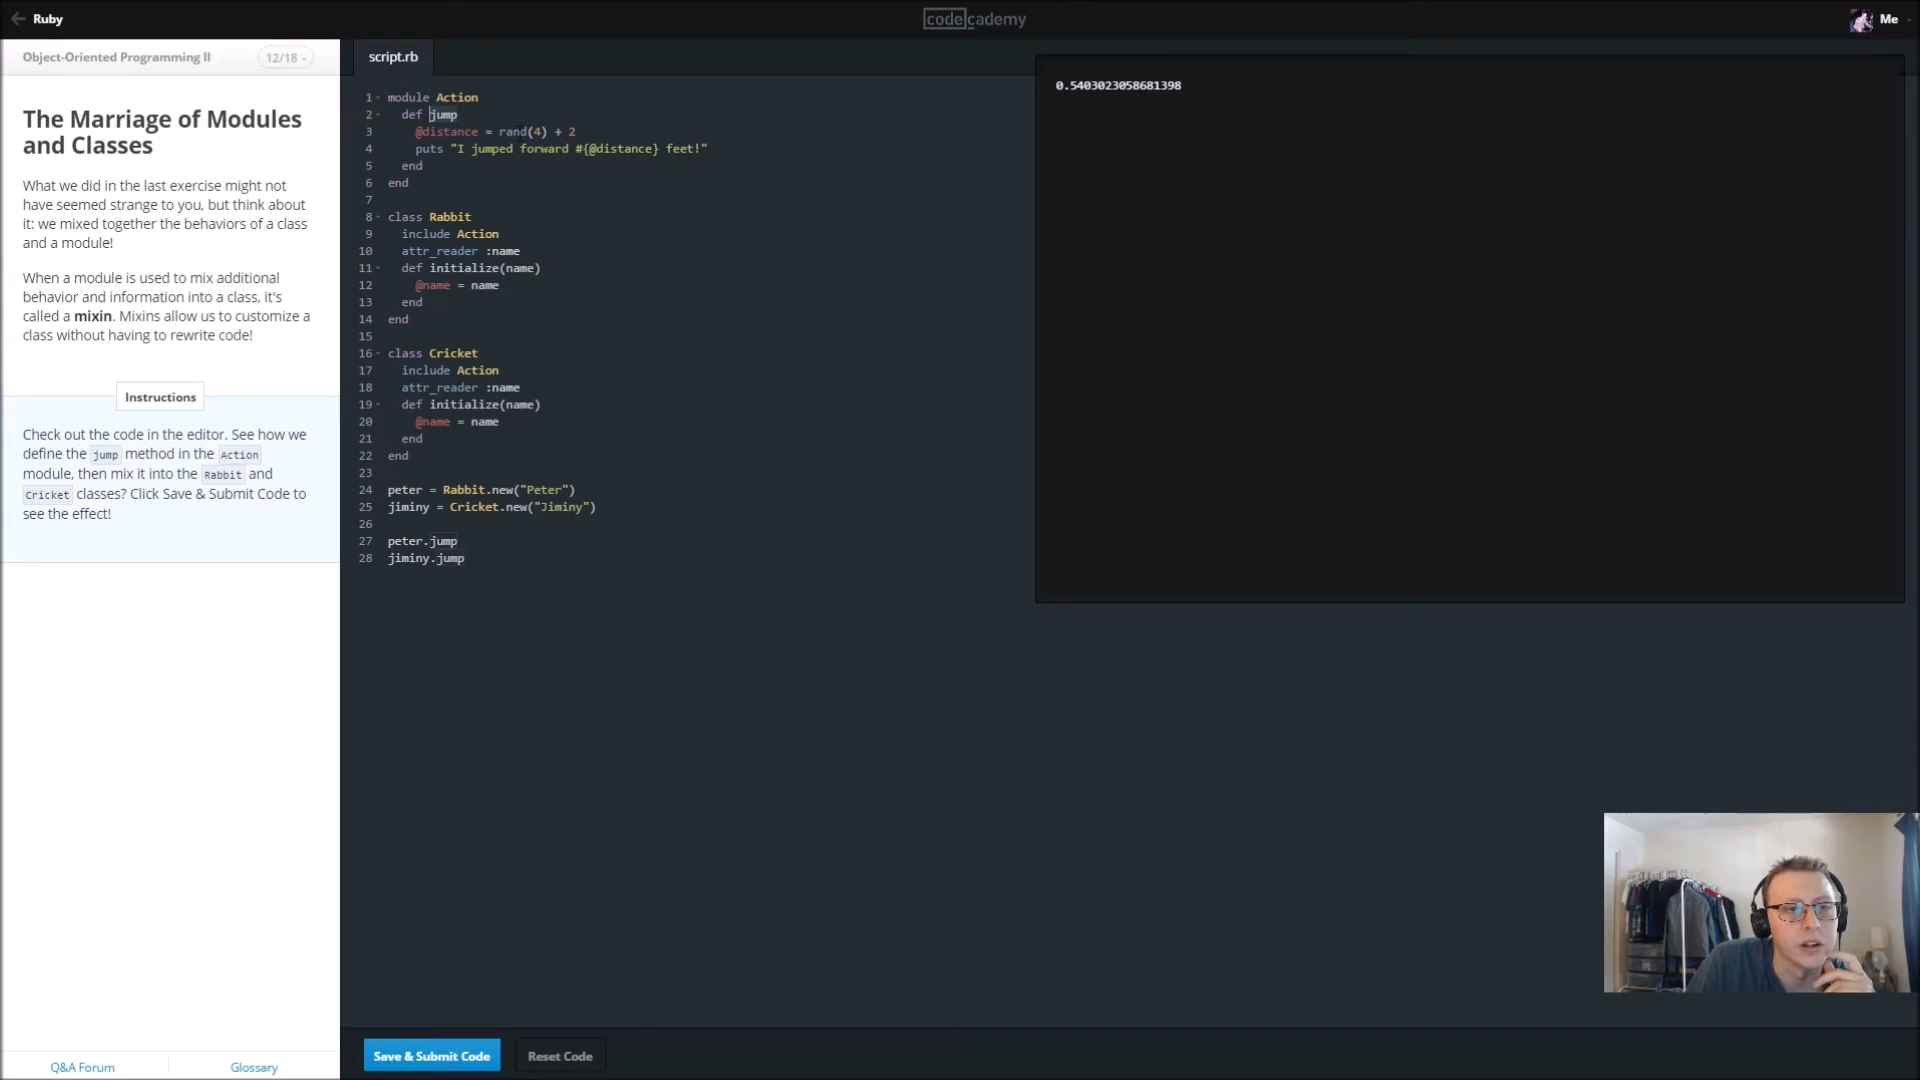 Ruby
codecademy
Me
Object-Oriented Programming II
12/18
script.rb
The Marriage of Modules
and Classes
What we did in the last exercise might not
have seemed strange to you, but think about
it: we mixed together the behaviors of a class
and a module!
When a module is used to mix additional
behavior and information into a class, it's
called a mixin. Mixins allow us to customize a
class without having to rewrite code!
Instructions
Check out the code in the editor. See how we
define the jump method in the Action
module, then mix it into the Rabbit and
Cricket classes? Click Save & Submit Code to
see the effect!
Q&A Forum
Glossary
1 module Action
2 def jump
3 @distance = rand(4) + 2
4 puts "I jumped forward #{@distance} feet!"
5 end
6 end
7
8 class Rabbit
9 include Action
10 attr_reader :name
11 def initialize(name)
12 @name = name
13 end
14 end
15
16 class Cricket
17 include Action
18 attr_reader :name
19 def initialize(name)
20 @name = name
21 end
22 end
23
24 peter = Rabbit.new("Peter")
25 jiminy = Cricket.new("Jiminy")
26
27 peter.jump
28 jiminy.jump
0.5403023058681398
Save & Submit Code
Reset Code